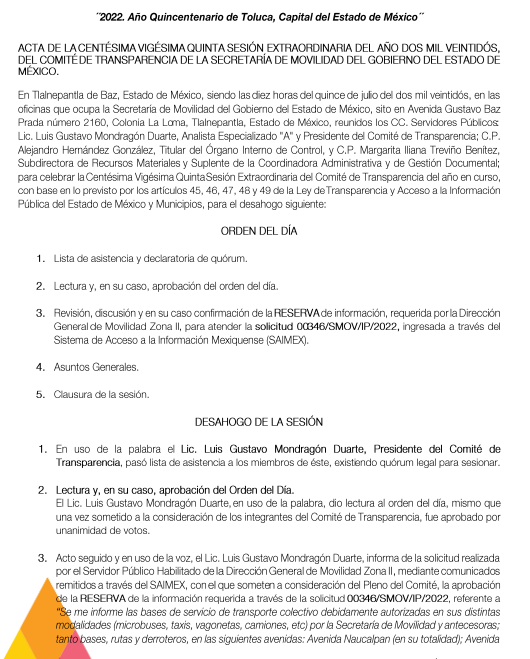 ¨2022. Año Quincentenario de Toluca, Capital del Estado de México¨
ACTA DE LA CENTÉSIMA VIGÉSIMA QUINTA SESIÓN EXTRAORDINARIA DEL AÑO DOS MIL VEINTIDÓS,
DEL COMITÉ DE TRANSPARENCIA DE LA SECRETARÍA DE MOVILIDAD DEL GOBIERNO DEL ESTADO DE
MÉXICO.
En Tlalnepantla de Baz, Estado de México, siendo las diez horas del quince de julio del dos mil veintidós, en las
oficinas que ocupa la Secretaría de Movilidad del Gobierno del Estado de México, sito en Avenida Gustavo Baz
Prada número 2160, Colonia La Loma, Tlalnepantla, Estado de México, reunidos los CC. Servidores Públicos:
Lic. Luis Gustavo Mondragón Duarte, Analista Especializado "A" y Presidente del Comité de Transparencia; C.P.
Alejandro Hernández González, Titular del Órgano Interno de Control, y C.P. Margarita Iliana Treviño Benítez,
Subdirectora de Recursos Materiales y Suplente de la Coordinadora Administrativa y de Gestión Documental;
para celebrar la Centésima Vigésima Quinta Sesión Extraordinaria del Comité de Transparencia del año en curso,
con base en lo previsto por los artículos 45, 46, 47, 48 y 49 de la Ley de Transparencia y Acceso a la Información
Pública del Estado de México y Municipios, para el desahogo siguiente:
ORDEN DEL DÍA
1. Lista de asistencia y declaratoria de quórum.
2. Lectura y, en su caso, aprobación del orden del día.
3. Revisión, discusión y en su caso confirmación de la RESERVA de información, requerida por la Dirección
General de Movilidad Zona II, para atender la solicitud 00346/SMOV/IP/2022, ingresada a través del
Sistema de Acceso a la Información Mexiquense (SAIMEX).
4. Asuntos Generales.
5. Clausura de la sesión.
DESAHOGO DE LA SESIÓN
1. En uso de la palabra el Lic. Luis Gustavo Mondragón Duarte, Presidente del Comité de
Transparencia, pasó lista de asistencia a los miembros de éste, existiendo quórum legal para sesionar.
2. Lectura y, en su caso, aprobación del Orden del Día.
El Lic. Luis Gustavo Mondragón Duarte, en uso de la palabra, dio lectura al orden del día, mismo que
una vez sometido a la consideración de los integrantes del Comité de Transparencia, fue aprobado por
unanimidad de votos.
3. Acto seguido y en uso de la voz, el Lic. Luis Gustavo Mondragón Duarte, informa de la solicitud realizada
por el Servidor Público Habilitado de la Dirección General de Movilidad Zona II, mediante comunicados
remitidos a través del SAIMEX, con el que someten a consideración del Pleno del Comité, la aprobación
de la RESERVA de la información requerida a través de la solicitud 00346/SMOV/IP/2022, referente a
"Se me informe las bases de servicio de transporte colectivo debidamente autorizadas en sus distintas
modalidades (microbuses, taxis, vagonetas, camiones, etc) por la Secretaría de Movilidad y antecesoras;
tanto bases, rutas y derroteros, en las siguientes avenidas: Avenida Naucalpan (en su totalidad); Avenida